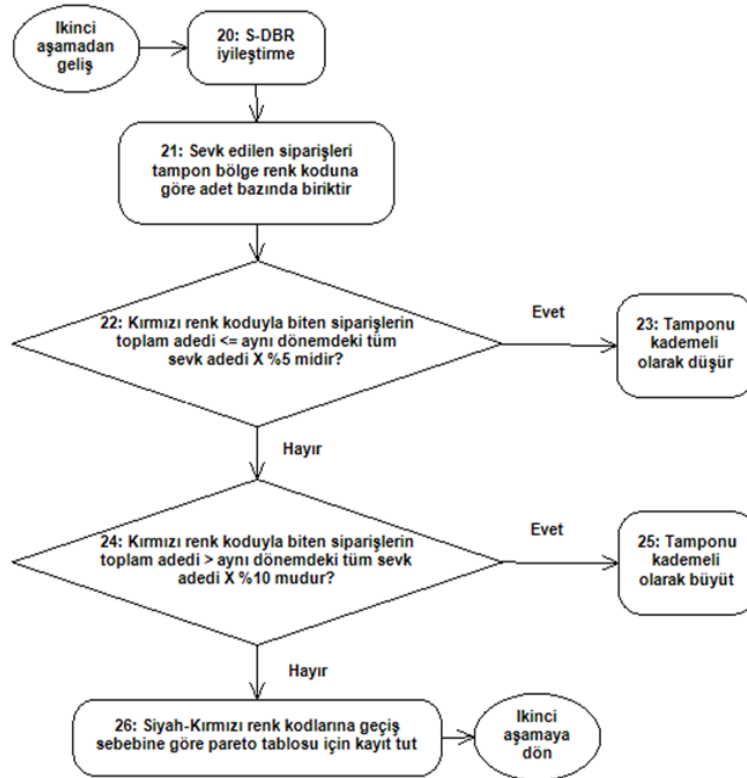 Ikinci
aşamadan
geliş
20: S-DBR
iyileştirme
21: Sevk edilen siparişleri
tampon bölge renk koduna
göre adet bazında biriktir
22: Kırmızı renk koduyla biten siparişlerin
toplam adedi <= aynı dönemdeki tüm
sevk adedi X %5 midir?
Evet
23: Tamponu
kademeli
olarak düşür
Hayır
24: Kırmızı renk koduyla biten siparişlerin
toplam adedi > aynı dönemdeki tüm sevk
adedi X %10 mudur?
Evet
25: Tamponu
kademeli
olarak büyüt
Hayır
26: Siyah-Kırmızı renk kodlarına geçiş
sebebine göre pareto tablosu için kayıt tut
Ikinci
aşamaya
dön